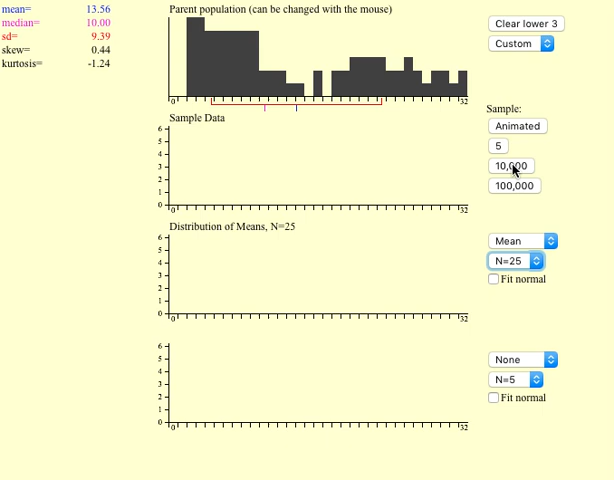 mean= 13.56
median= 10.00
sd= 9.39
skew= 0.44
kurtosis= -1.24
Parent population (can be changed with the mouse)
0 32
Clear lower 3
Custom
Sample:
Animated
5
10,000
100,000
Sample Data
6
5
4
3
2
1
0
0 32
Distribution of Means, N=25
6
5
4
3
2
1
0
0 32
Mean
N=25
Fit normal
6
5
4
3
2
1
0
0 32
None
N=5
Fit normal